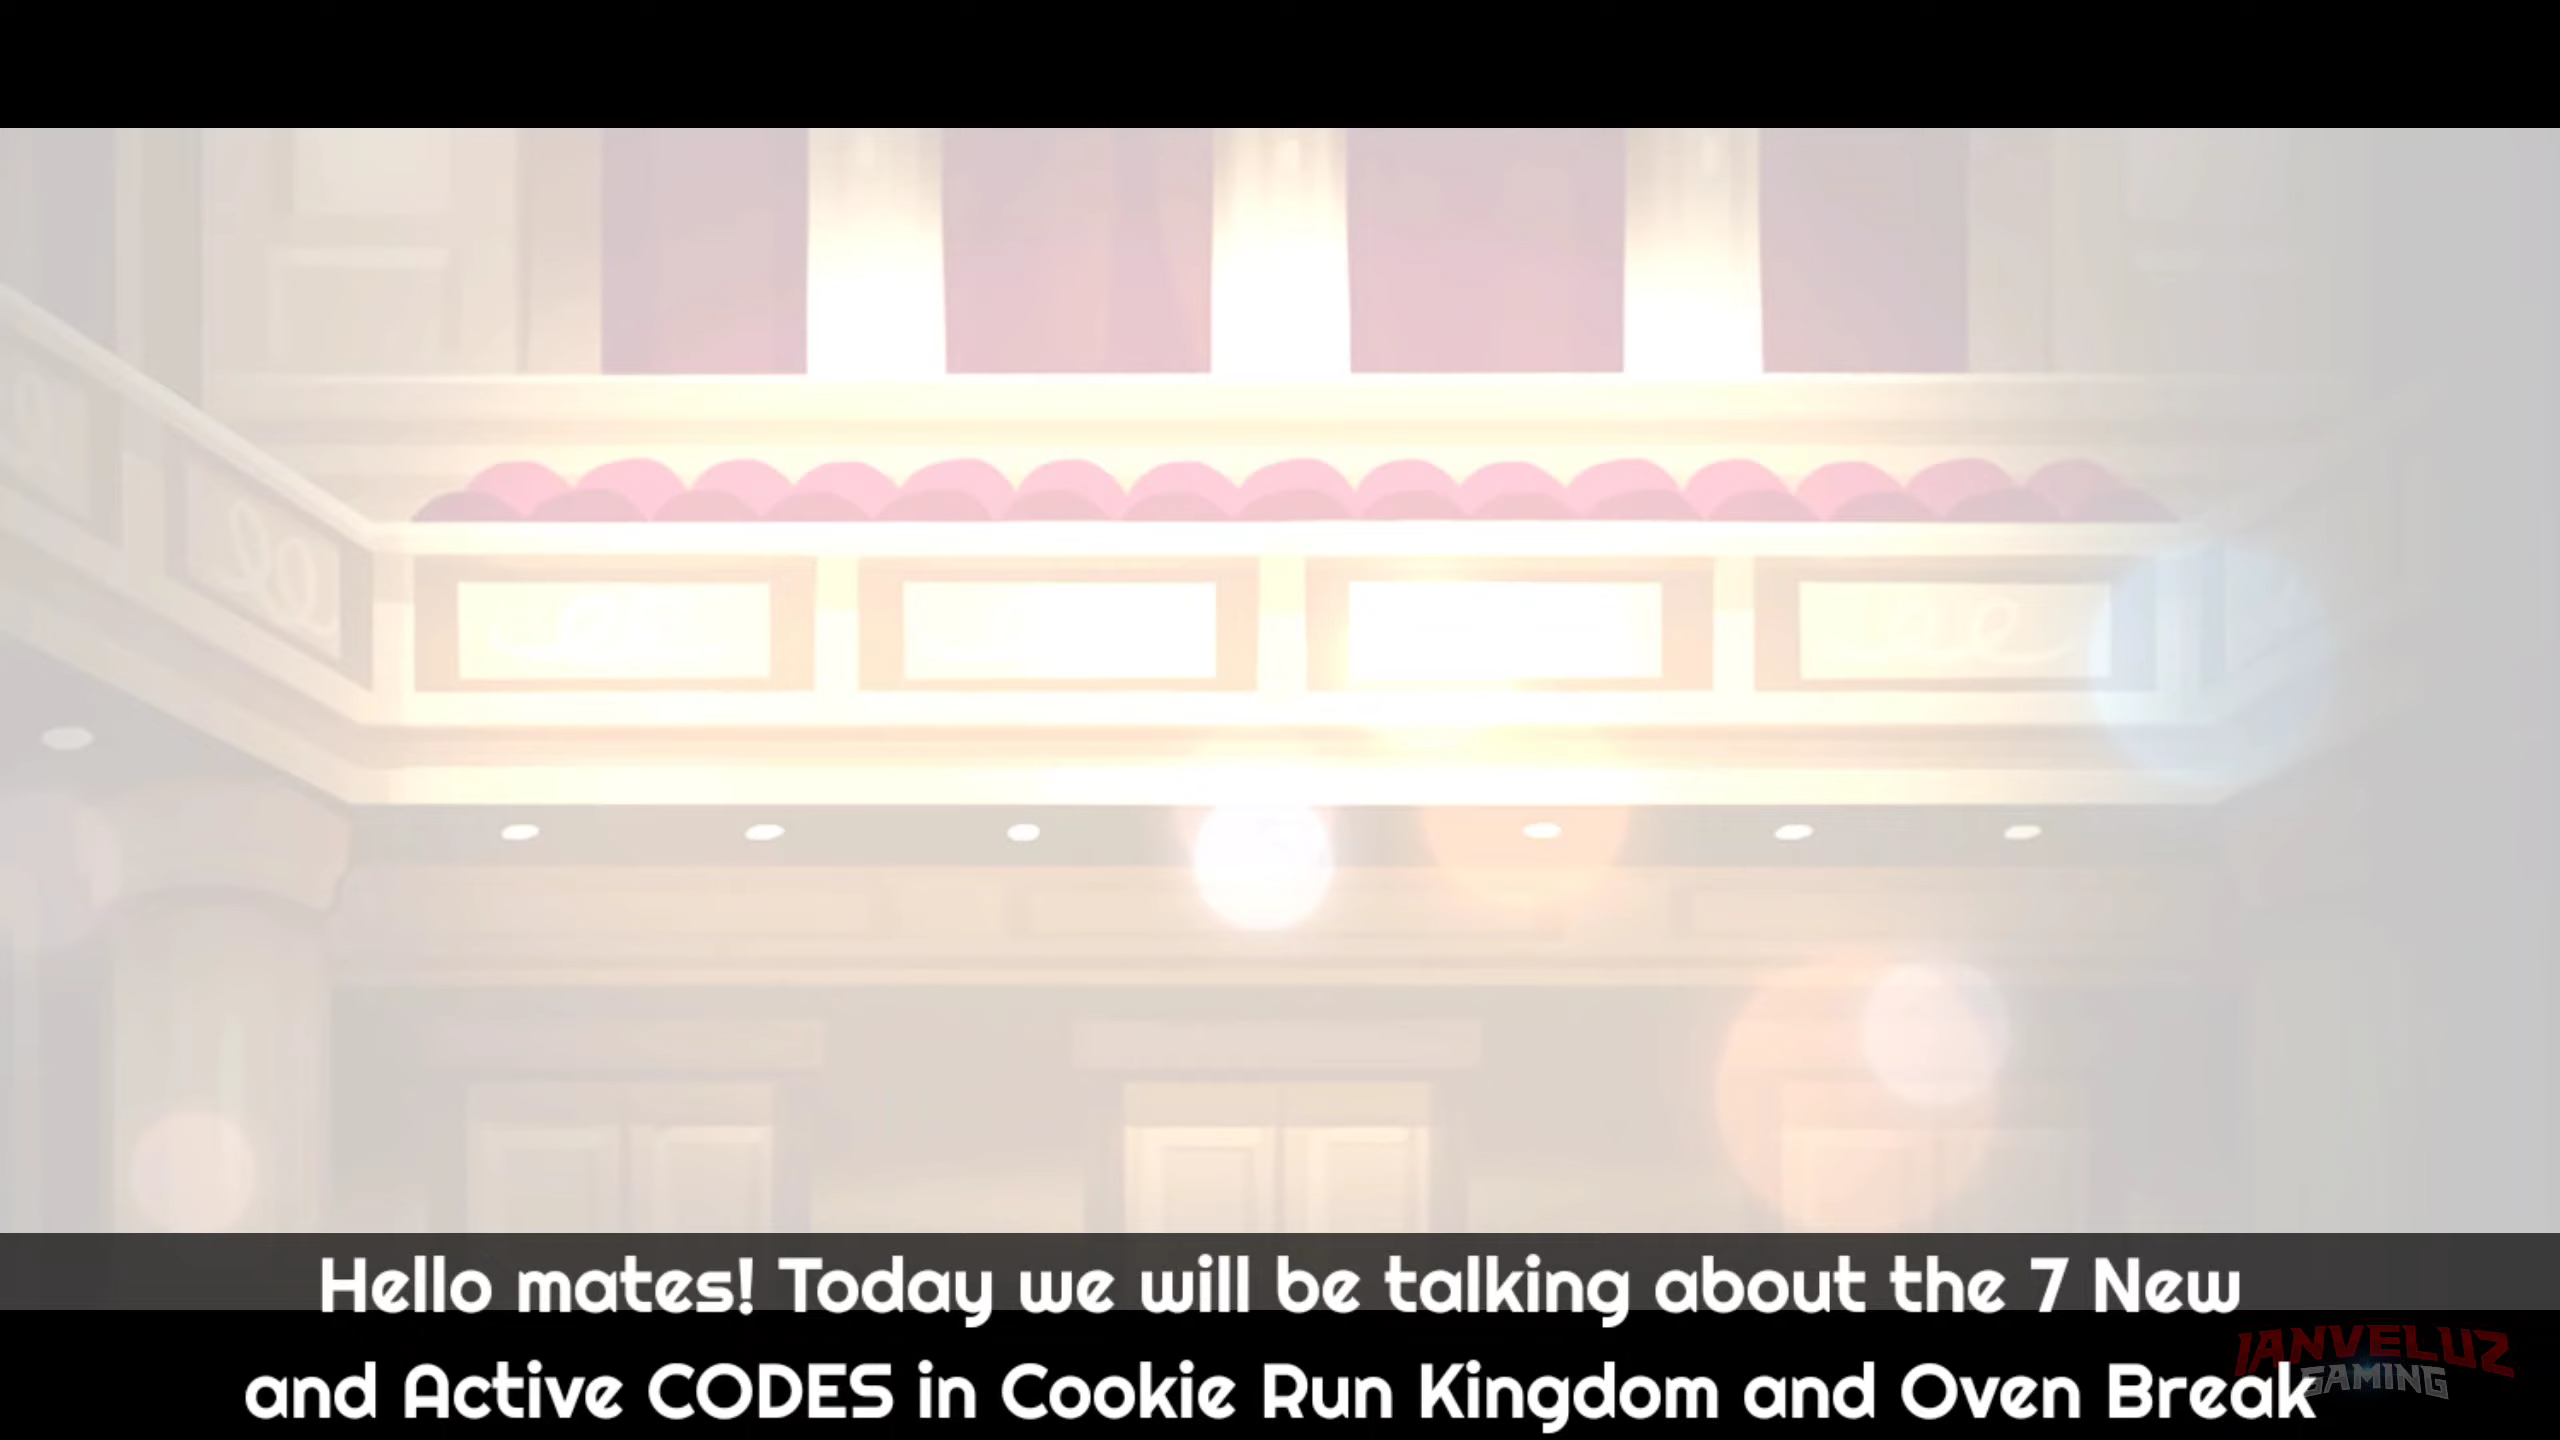 Hello mates! Today we will be talking about the 7 New
and Active CODES in Cookie Run Kingdom and Oven Break
IANVELUZ
GAMING